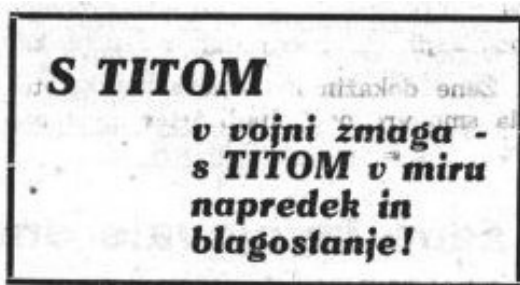 S TITOM
v vojni zmaga -
s TITOM v miru
napredek in
blagostanje!